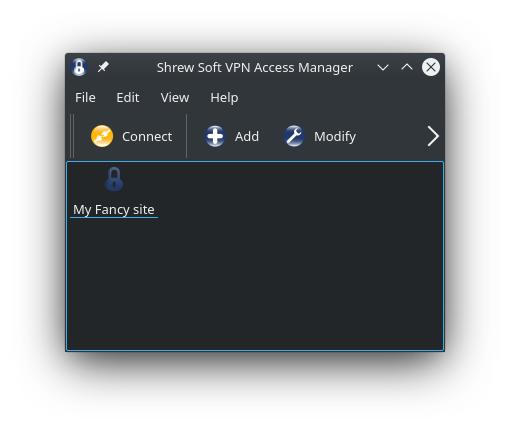 Shrew Soft VPN Access Manager
File Edit View Help
Connect Add Modify
My Fancy site